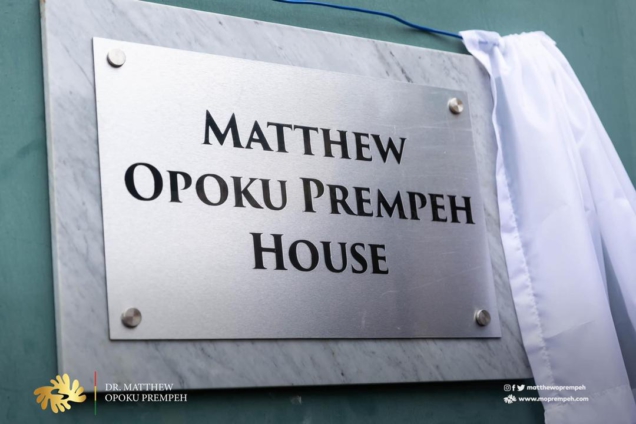 MATTHEW
OPOKU PREMPEH
HOUSE
DR. MATTHEW
OPOKU PREMPEH
matthewoprempeh
www.moprempeh.com